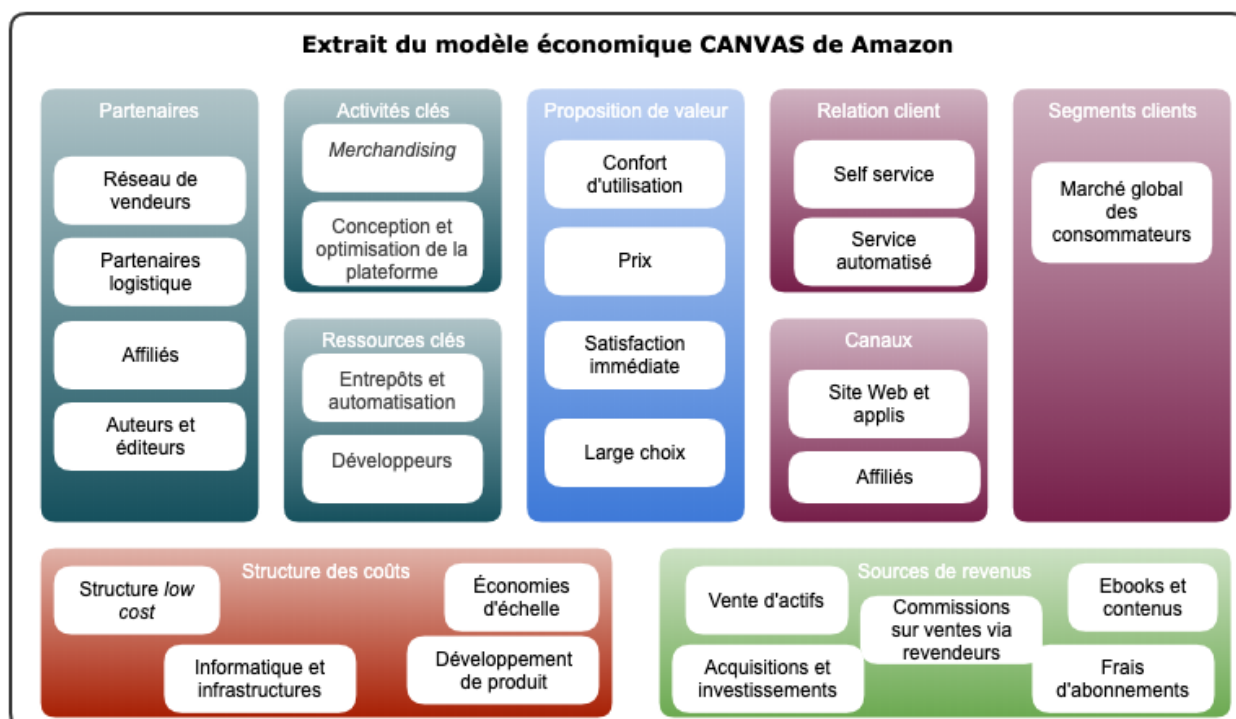 Extrait du modèle économique CANVAS de Amazon
Partenaires
Réseau de
vendeurs
Partenaires
logistique
Affiliés
Auteurs et
éditeurs
Activités clés
Merchandising
Conception et
optimisation de la
plateforme
Ressources clés
Entrepôts et
automatisation
Développeurs
Proposition de valeur
Confort
d'utilisation
Prix
Satisfaction
immédiate
Large choix
Relation client
Self service
Service
automatisé
Canaux
Site Web et
applis
Affiliés
Segments clients
Marché global
des
consommateurs
Structure des coûts
Structure low
cost
Économies
d'échelle
Informatique et
infrastructures
Développement
de produit
Sources de revenus
Vente d'actifs
Commissions
sur ventes via
revendeurs
Ebooks et
contenus
Acquisitions et
investissements
Frais
d'abonnements